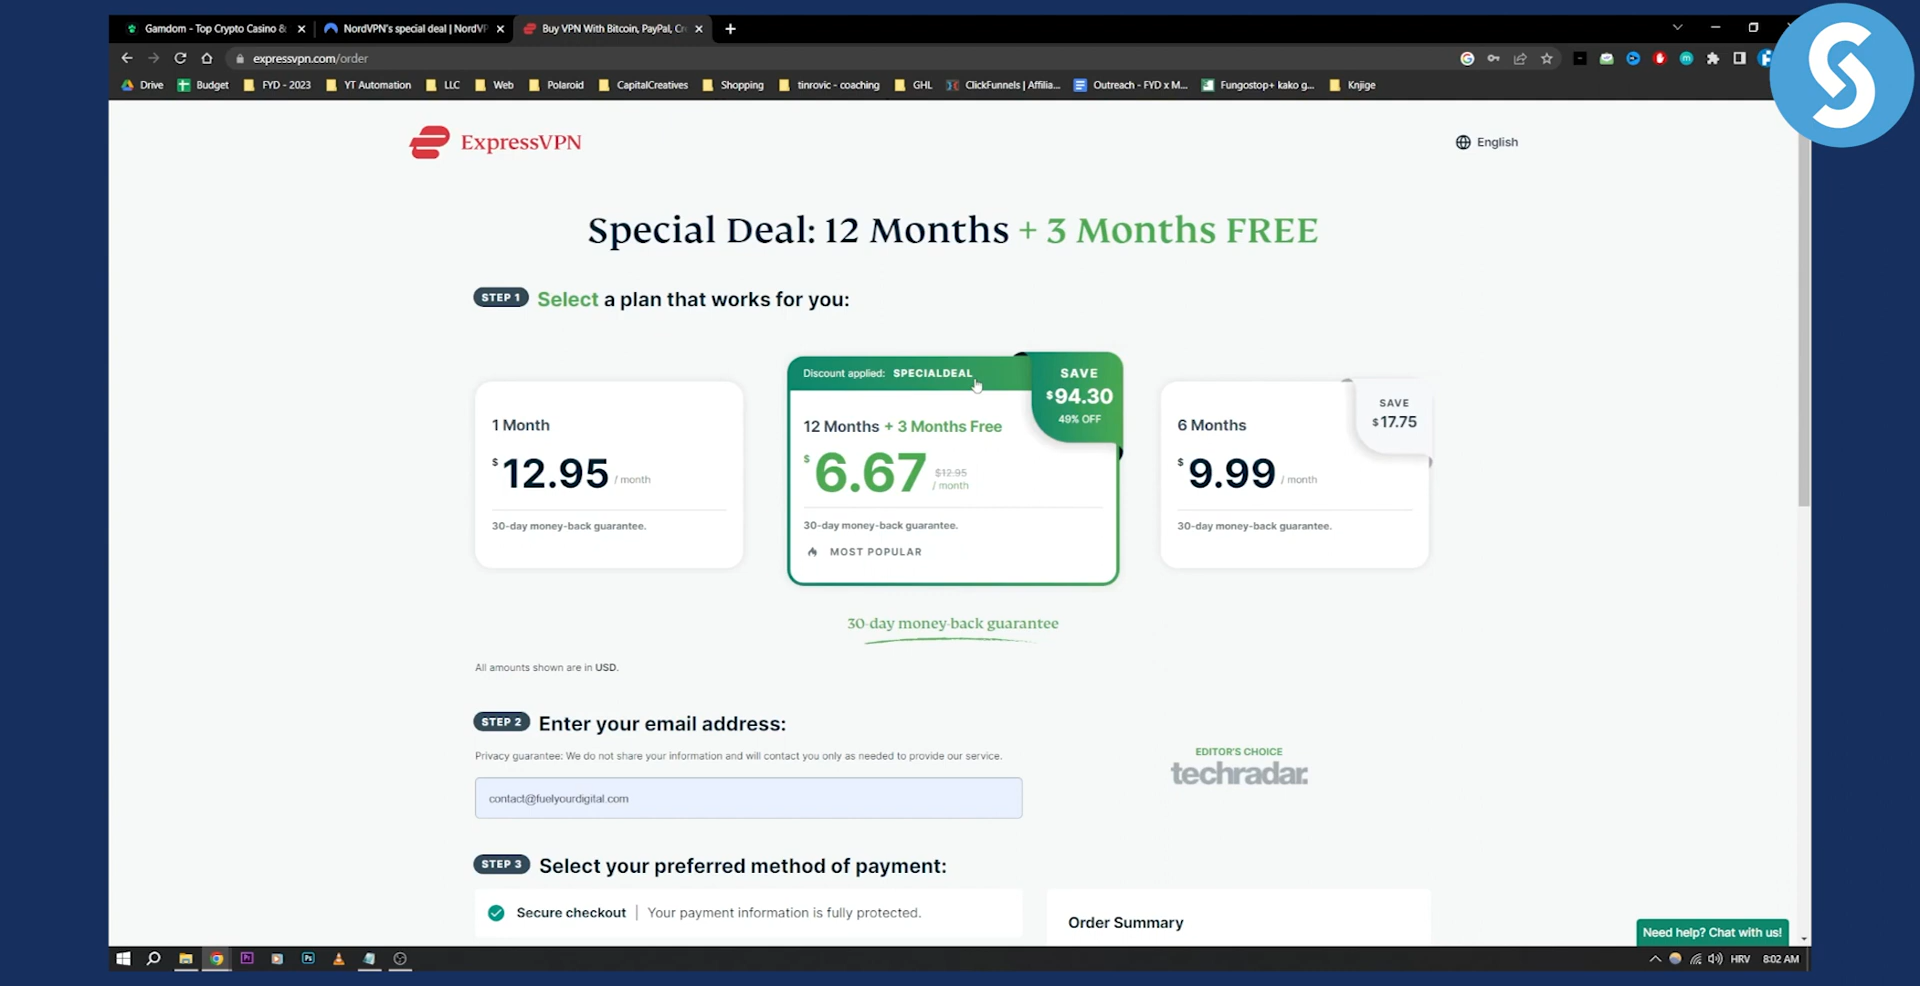 Gamdom - Top Crypto Casino &
NordVPN's special deal | NordVP
Buy VPN With Bitcoin, PayPal, Cr
expressvpn.com/order
Drive
Budget
FYD - 2023
YT Automation
LLC
Web
Polaroid
CapitalCreatives
Shopping
tinrovic - coaching
GHL
ClickFunnels | Affilia...
Outreach - FYD x M...
Fungostop+ kako g...
Knjige
S
ExpressVPN
English
Special Deal: 12 Months + 3 Months FREE
STEP 1 Select a plan that works for you:
1 Month
$12.95 / month
30-day money-back guarantee.
Discount applied: SPECIALDEAL
SAVE
$94.30
49% OFF
12 Months + 3 Months Free
$6.67 $12.95 / month
30-day money-back guarantee.
MOST POPULAR
SAVE
$17.75
6 Months
$9.99 / month
30-day money-back guarantee.
30-day money-back guarantee
All amounts shown are in USD.
STEP 2 Enter your email address:
Privacy guarantee: We do not share your information and will contact you only as needed to provide our service.
contact@fuelyourdigital.com
EDITOR'S CHOICE
techradar.
STEP 3 Select your preferred method of payment:
Secure checkout | Your payment information is fully protected.
Order Summary
Need help? Chat with us!
HRV
8:02 AM